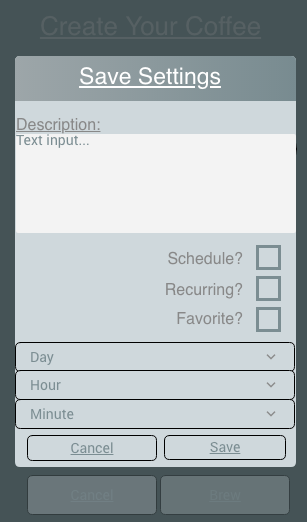 Create Your Coffee
Save Settings
Description:
Text input...
Schedule?
Recurring?
Favorite?
Day
Hour
Minute
Cancel
Save
Cancel
Brew